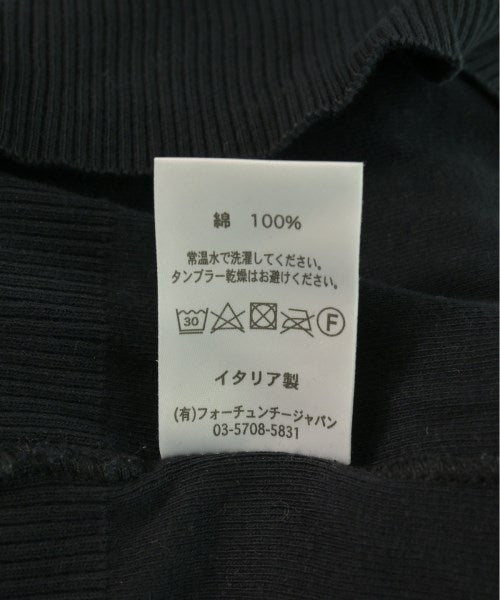 綿 100%
常温水で洗濯してください。
タンブラー乾燥はお避けください。
30 F
イタリア製
(有)フォーチュンチージャパン
03-5708-5831